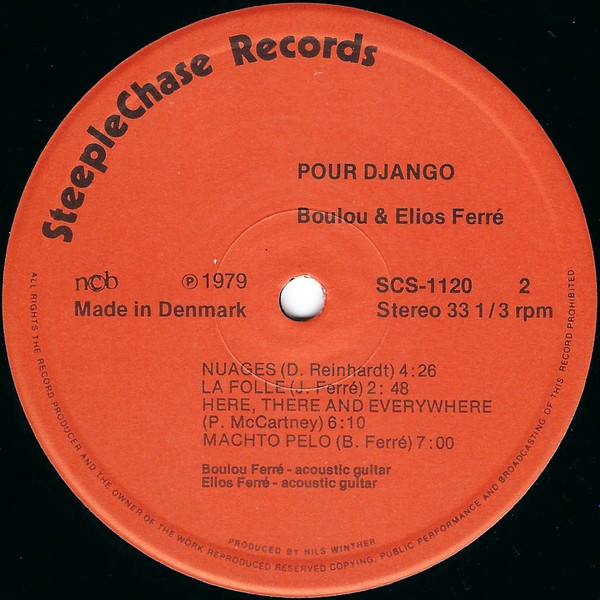 SteepleChase Records
POUR DJANGO
Boulou & Elios Ferré
ncb
℗ 1979
SCS-1120 2
Made in Denmark
Stereo 33 1/3 rpm
NUAGES (D. Reinhardt) 4:26
LA FOLLE (J. Ferré) 2: 48
HERE, THERE AND EVERYWHERE
(P. McCartney) 6:10
MACHTO PELO (B. Ferré) 7:00
Boulou Ferré - acoustic guitar
Elios Ferré - acoustic guitar
PRODUCED BY NILS WINTHER
ALL RIGHTS THE RECORD PRODUCER AND THE OWNER OF THE WORK REPRODUCED RESERVED COPYING, PUBLIC PERFORMANCE AND BROADCASTING OF THIS RECORD PROHIBITED